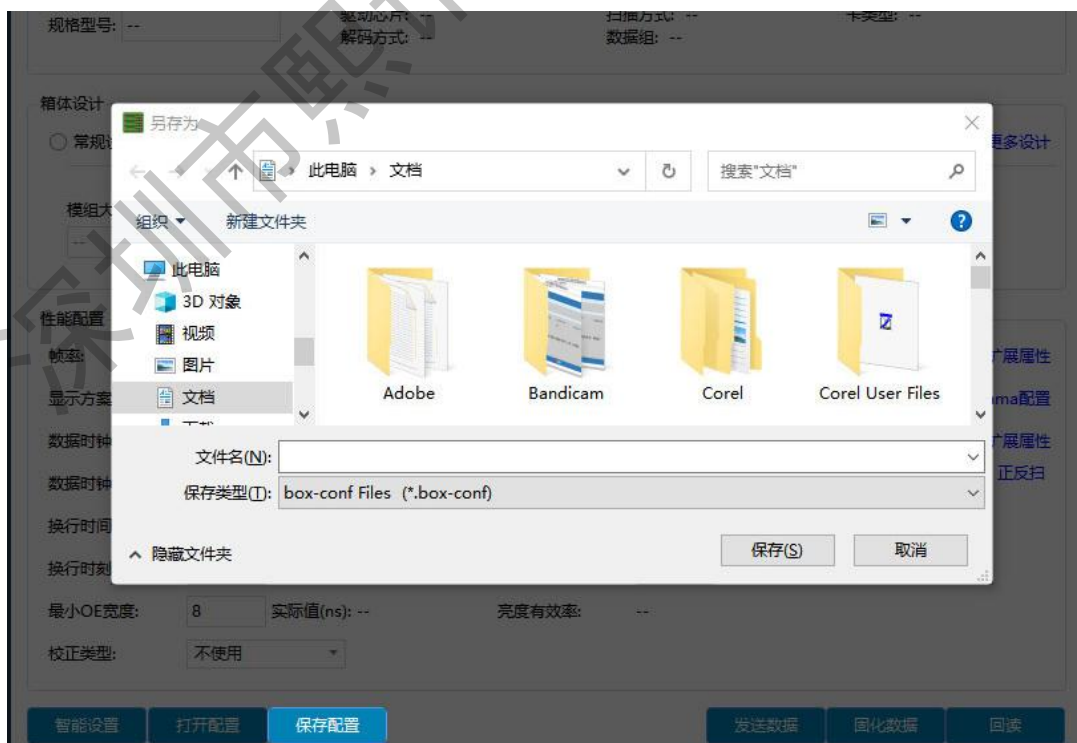 规格型号: --
驱动芯片: --
扫描方式: --
卡类型: --
解码方式: --
数据组: --
箱体设计
另存为
常规
更多设计
此电脑 › 文档
搜索"文档"
模组大
--
组织
新建文件夹
此电脑
3D 对象
视频
图片
文档
Adobe
Bandicam
Corel
Corel User Files
性能配置
帧率:
扩展属性
显示方案
ma配置
数据时钟
扩展属性
文件名(N):
数据时钟
正反扫
保存类型(T): box-conf Files (*.box-conf)
换行时间
隐藏文件夹
保存(S)
取消
换行时刻
最小OE宽度: 8 实际值(ns): -- 亮度有效率: --
校正类型: 不使用
智能设置 打开配置 保存配置 发送数据 固化数据 回读
深圳市熙